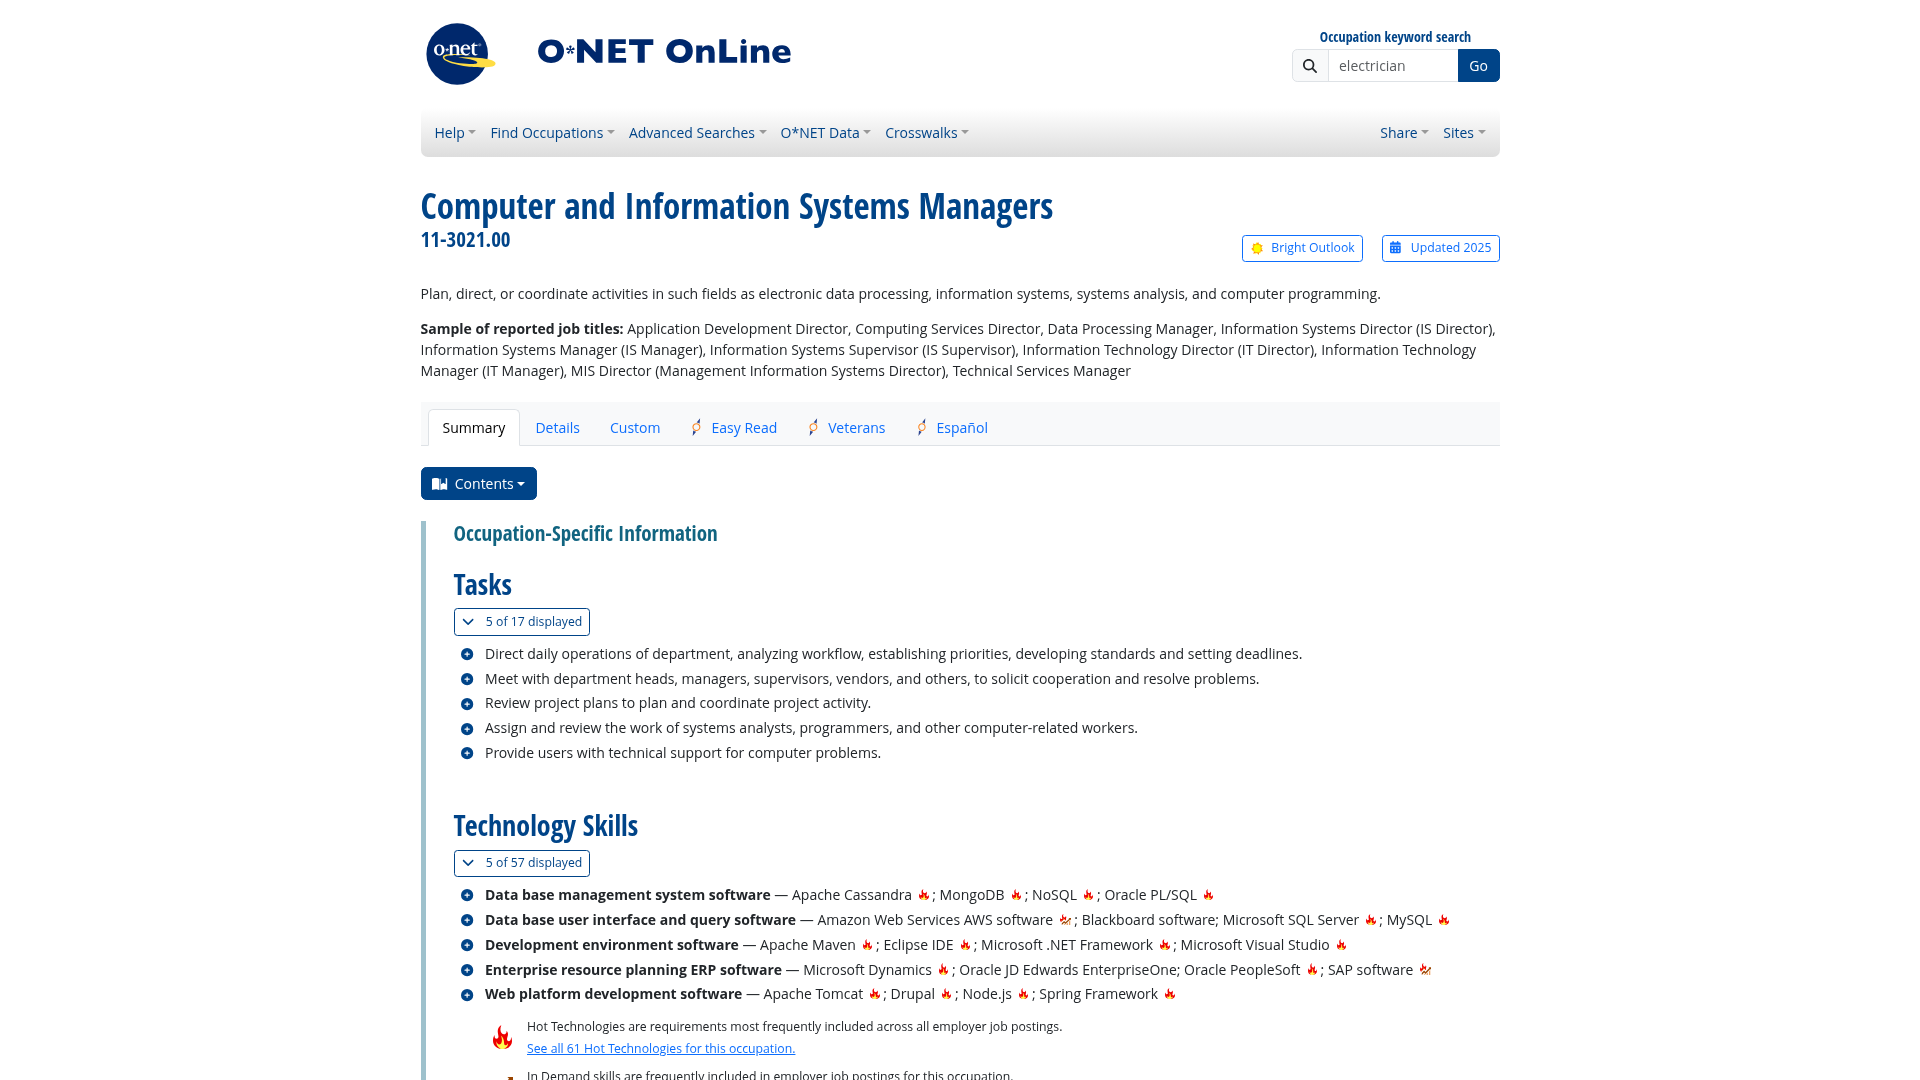 o·net
O*NET OnLine
Occupation keyword search
electrician
Go
Help
Find Occupations
Advanced Searches
O*NET Data
Crosswalks
Share
Sites
Computer and Information Systems Managers
11-3021.00
Bright Outlook
Updated 2025
Plan, direct, or coordinate activities in such fields as electronic data processing, information systems, systems analysis, and computer programming.
Sample of reported job titles: Application Development Director, Computing Services Director, Data Processing Manager, Information Systems Director (IS Director),
Information Systems Manager (IS Manager), Information Systems Supervisor (IS Supervisor), Information Technology Director (IT Director), Information Technology
Manager (IT Manager), MIS Director (Management Information Systems Director), Technical Services Manager
Summary
Details
Custom
Easy Read
Veterans
Español
Contents
Occupation-Specific Information
Tasks
5 of 17 displayed
Direct daily operations of department, analyzing workflow, establishing priorities, developing standards and setting deadlines.
Meet with department heads, managers, supervisors, vendors, and others, to solicit cooperation and resolve problems.
Review project plans to plan and coordinate project activity.
Assign and review the work of systems analysts, programmers, and other computer-related workers.
Provide users with technical support for computer problems.
Technology Skills
5 of 57 displayed
Data base management system software — Apache Cassandra ; MongoDB ; NoSQL ; Oracle PL/SQL
Data base user interface and query software — Amazon Web Services AWS software ; Blackboard software; Microsoft SQL Server ; MySQL
Development environment software — Apache Maven ; Eclipse IDE ; Microsoft .NET Framework ; Microsoft Visual Studio
Enterprise resource planning ERP software — Microsoft Dynamics ; Oracle JD Edwards EnterpriseOne; Oracle PeopleSoft ; SAP software
Web platform development software — Apache Tomcat ; Drupal ; Node.js ; Spring Framework
Hot Technologies are requirements most frequently included across all employer job postings.
See all 61 Hot Technologies for this occupation.
In Demand skills are frequently included in employer job postings for this occupation.